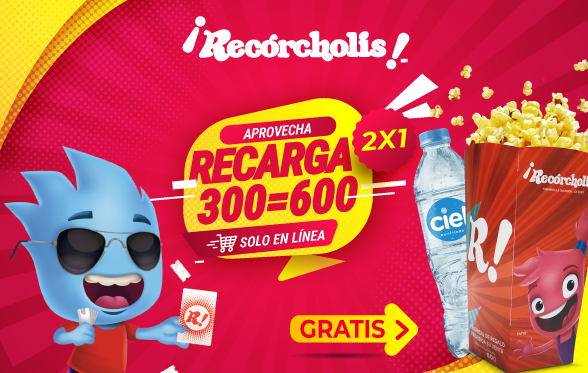 ¡Recórcholis!
APROVECHA
RECARGA
2X1
300=600
SOLO EN LÍNEA
ciel
¡Recórcholis
R!
R!
GRATIS